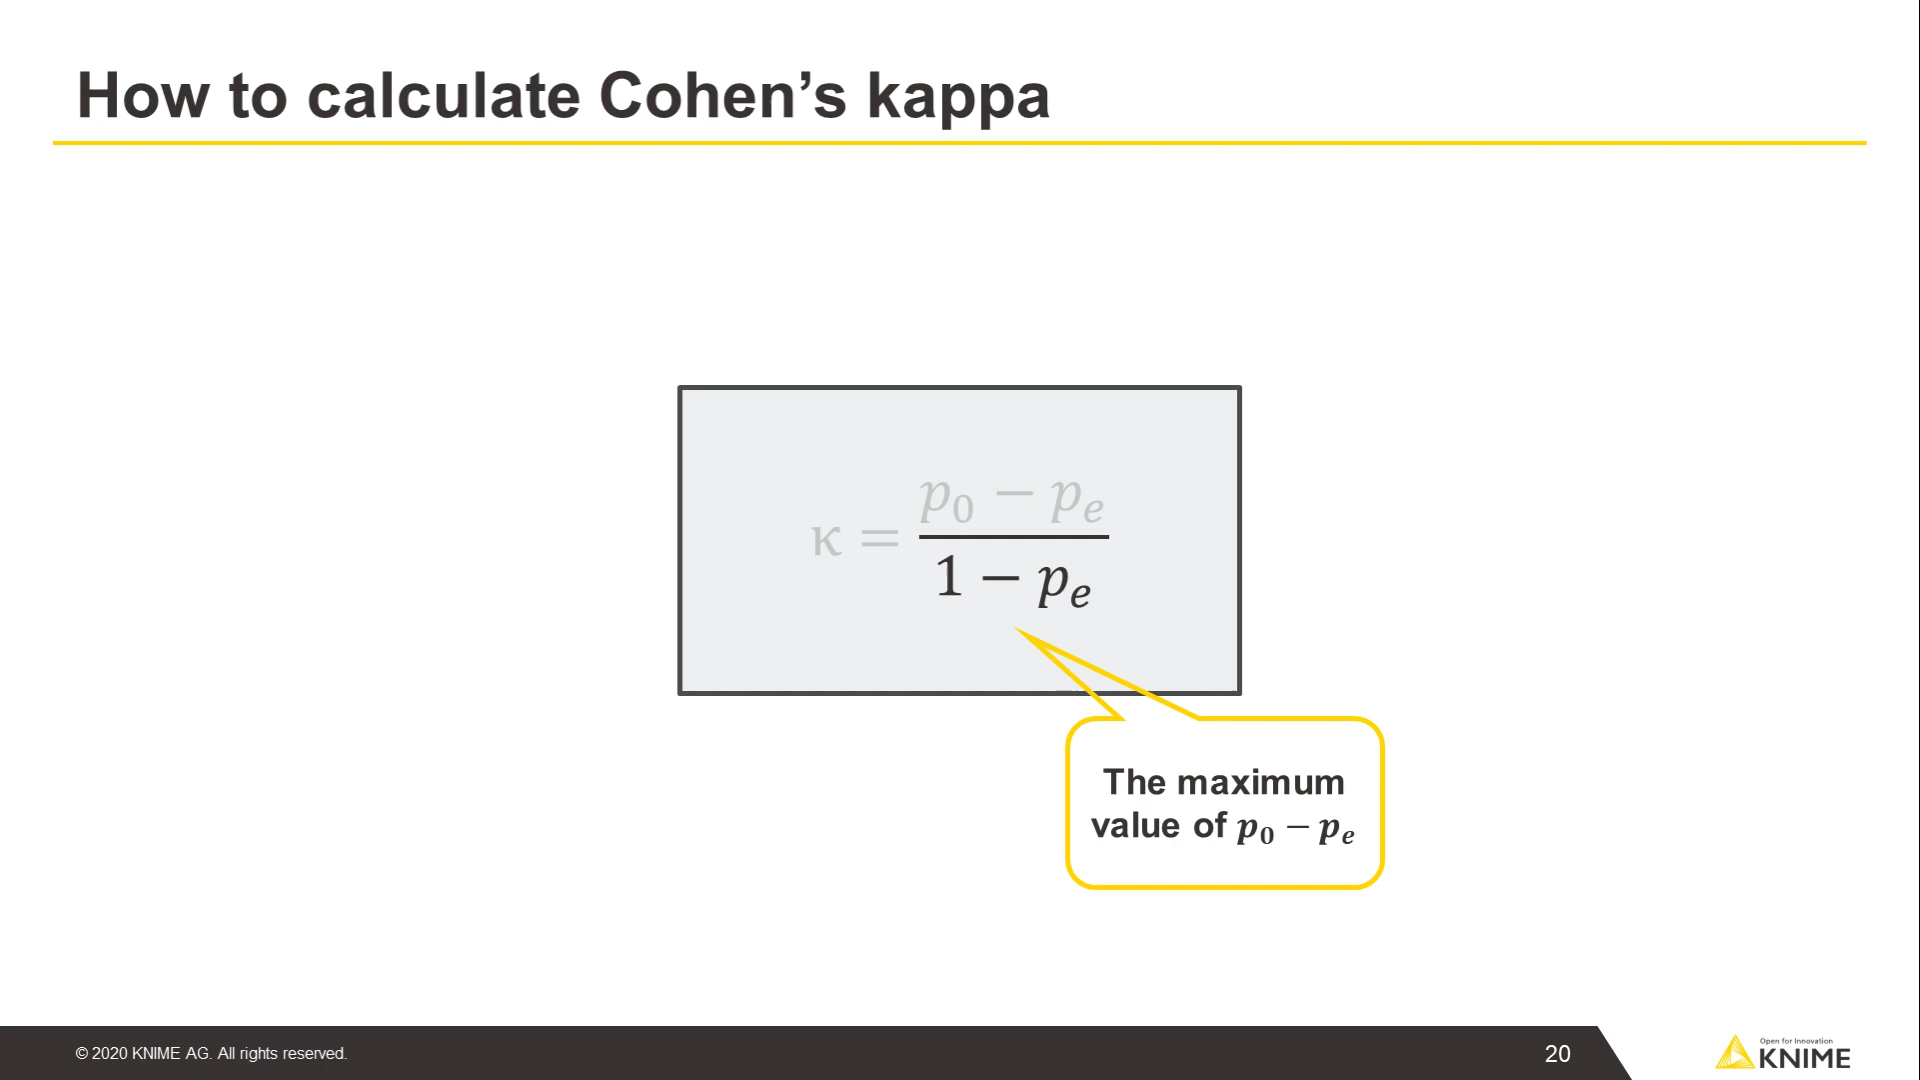 How to calculate Cohen’s kappa
κ = (p₀ − pₑ) / (1 − pₑ)
The maximum
value of p₀ − pₑ
© 2020 KNIME AG. All rights reserved.
20
Open for Innovation
KNIME